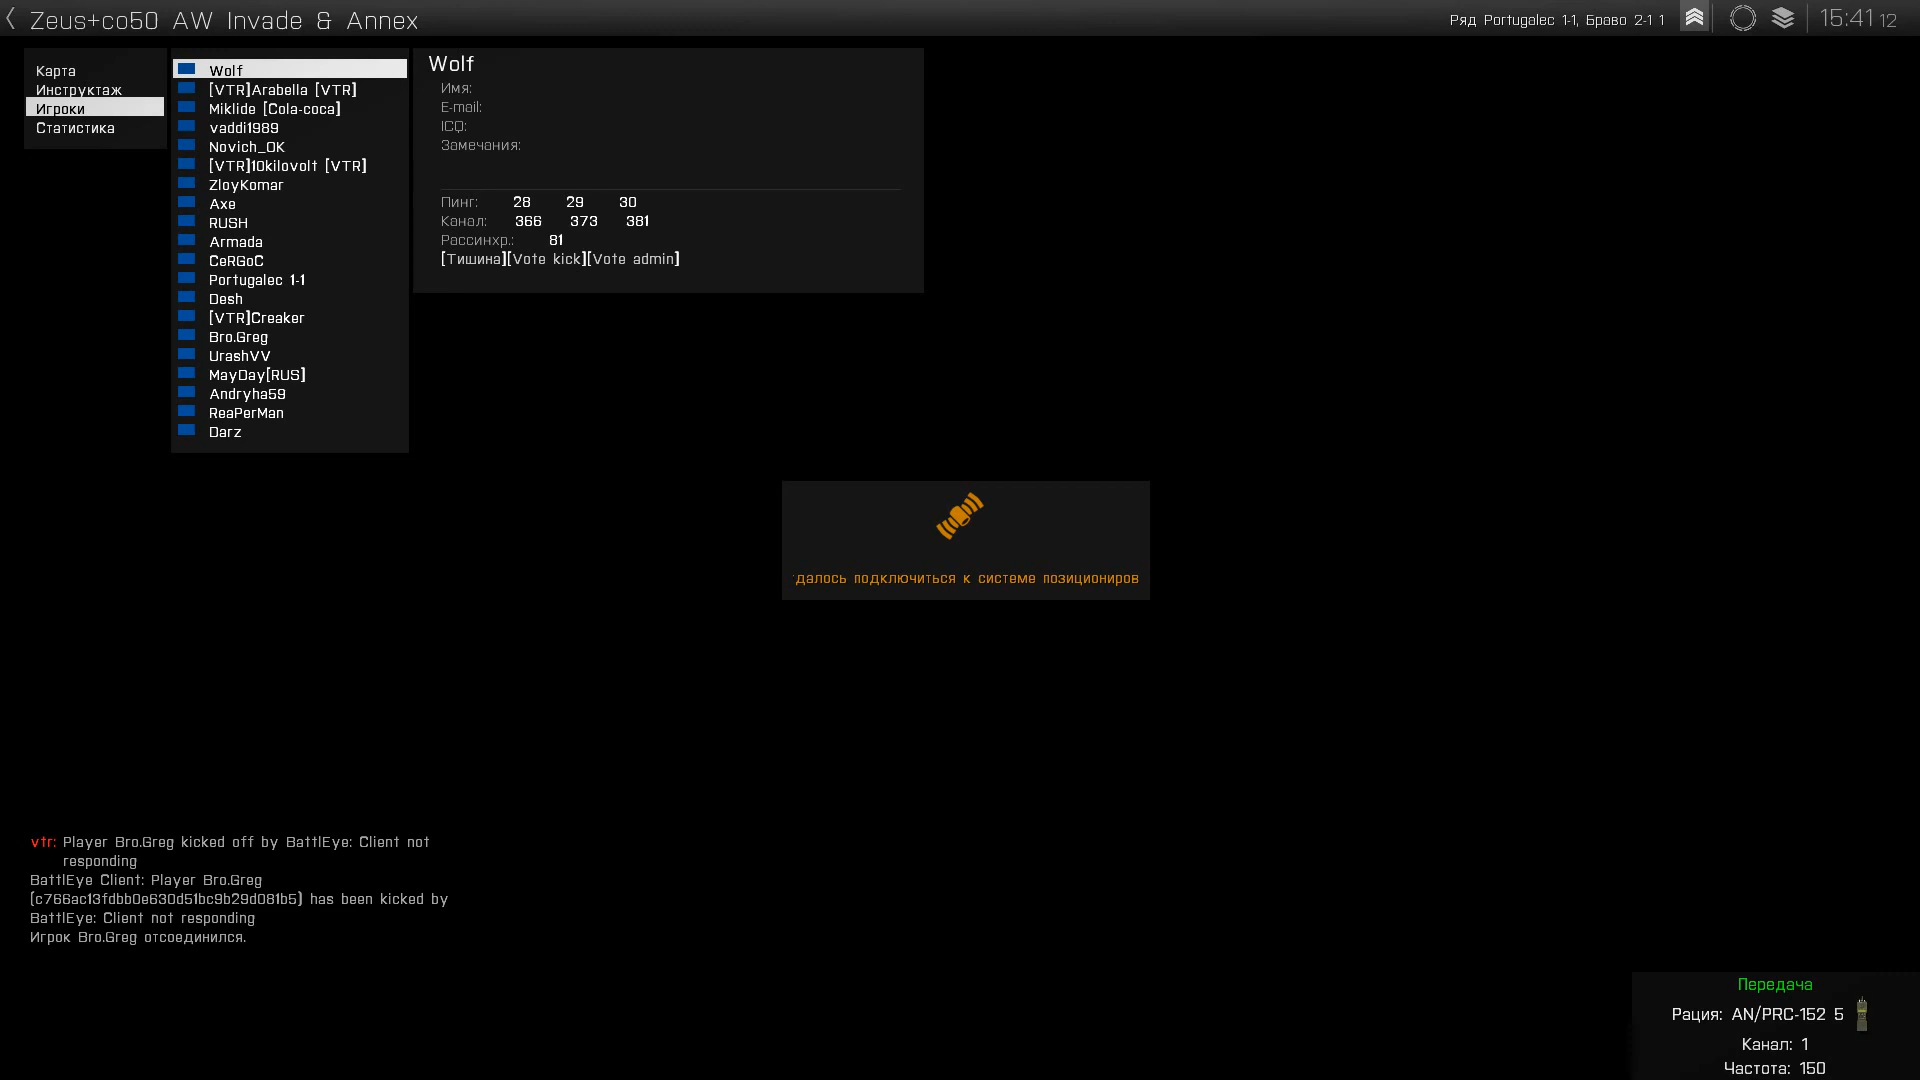 Zeus+co50 AW Invade & Annex
Ряд Portugalec 1-1, Браво 2-1 1
15:41 12
Карта
Инструктаж
Игроки
Статистика
Wolf
[VTR]Arabella [VTR]
Miklide [Cola-coca]
vaddi1989
Novich_OK
[VTR]10kilovolt [VTR]
ZloyKomar
Axe
RUSH
Armada
CeRGoC
Portugalec 1-1
Desh
[VTR]Creaker
Bro.Greg
UrashVV
MayDay[RUS]
Andryha59
ReaPerMan
Darz
Wolf
Имя:
E-mail:
ICQ:
Замечания:
Пинг: 28 29 30
Канал: 366 373 381
Рассинхр.: 81
[Тишина][Vote kick][Vote admin]
далось подключиться к системе позициониров
vtr: Player Bro.Greg kicked off by BattlEye: Client not
responding
BattlEye Client: Player Bro.Greg
(c766ac13fdbb0e630d51bc9b29d081b5) has been kicked by
BattlEye: Client not responding
Игрок Bro.Greg отсоединился.
Передача
Рация: AN/PRC-152 5
Канал: 1
Частота: 150